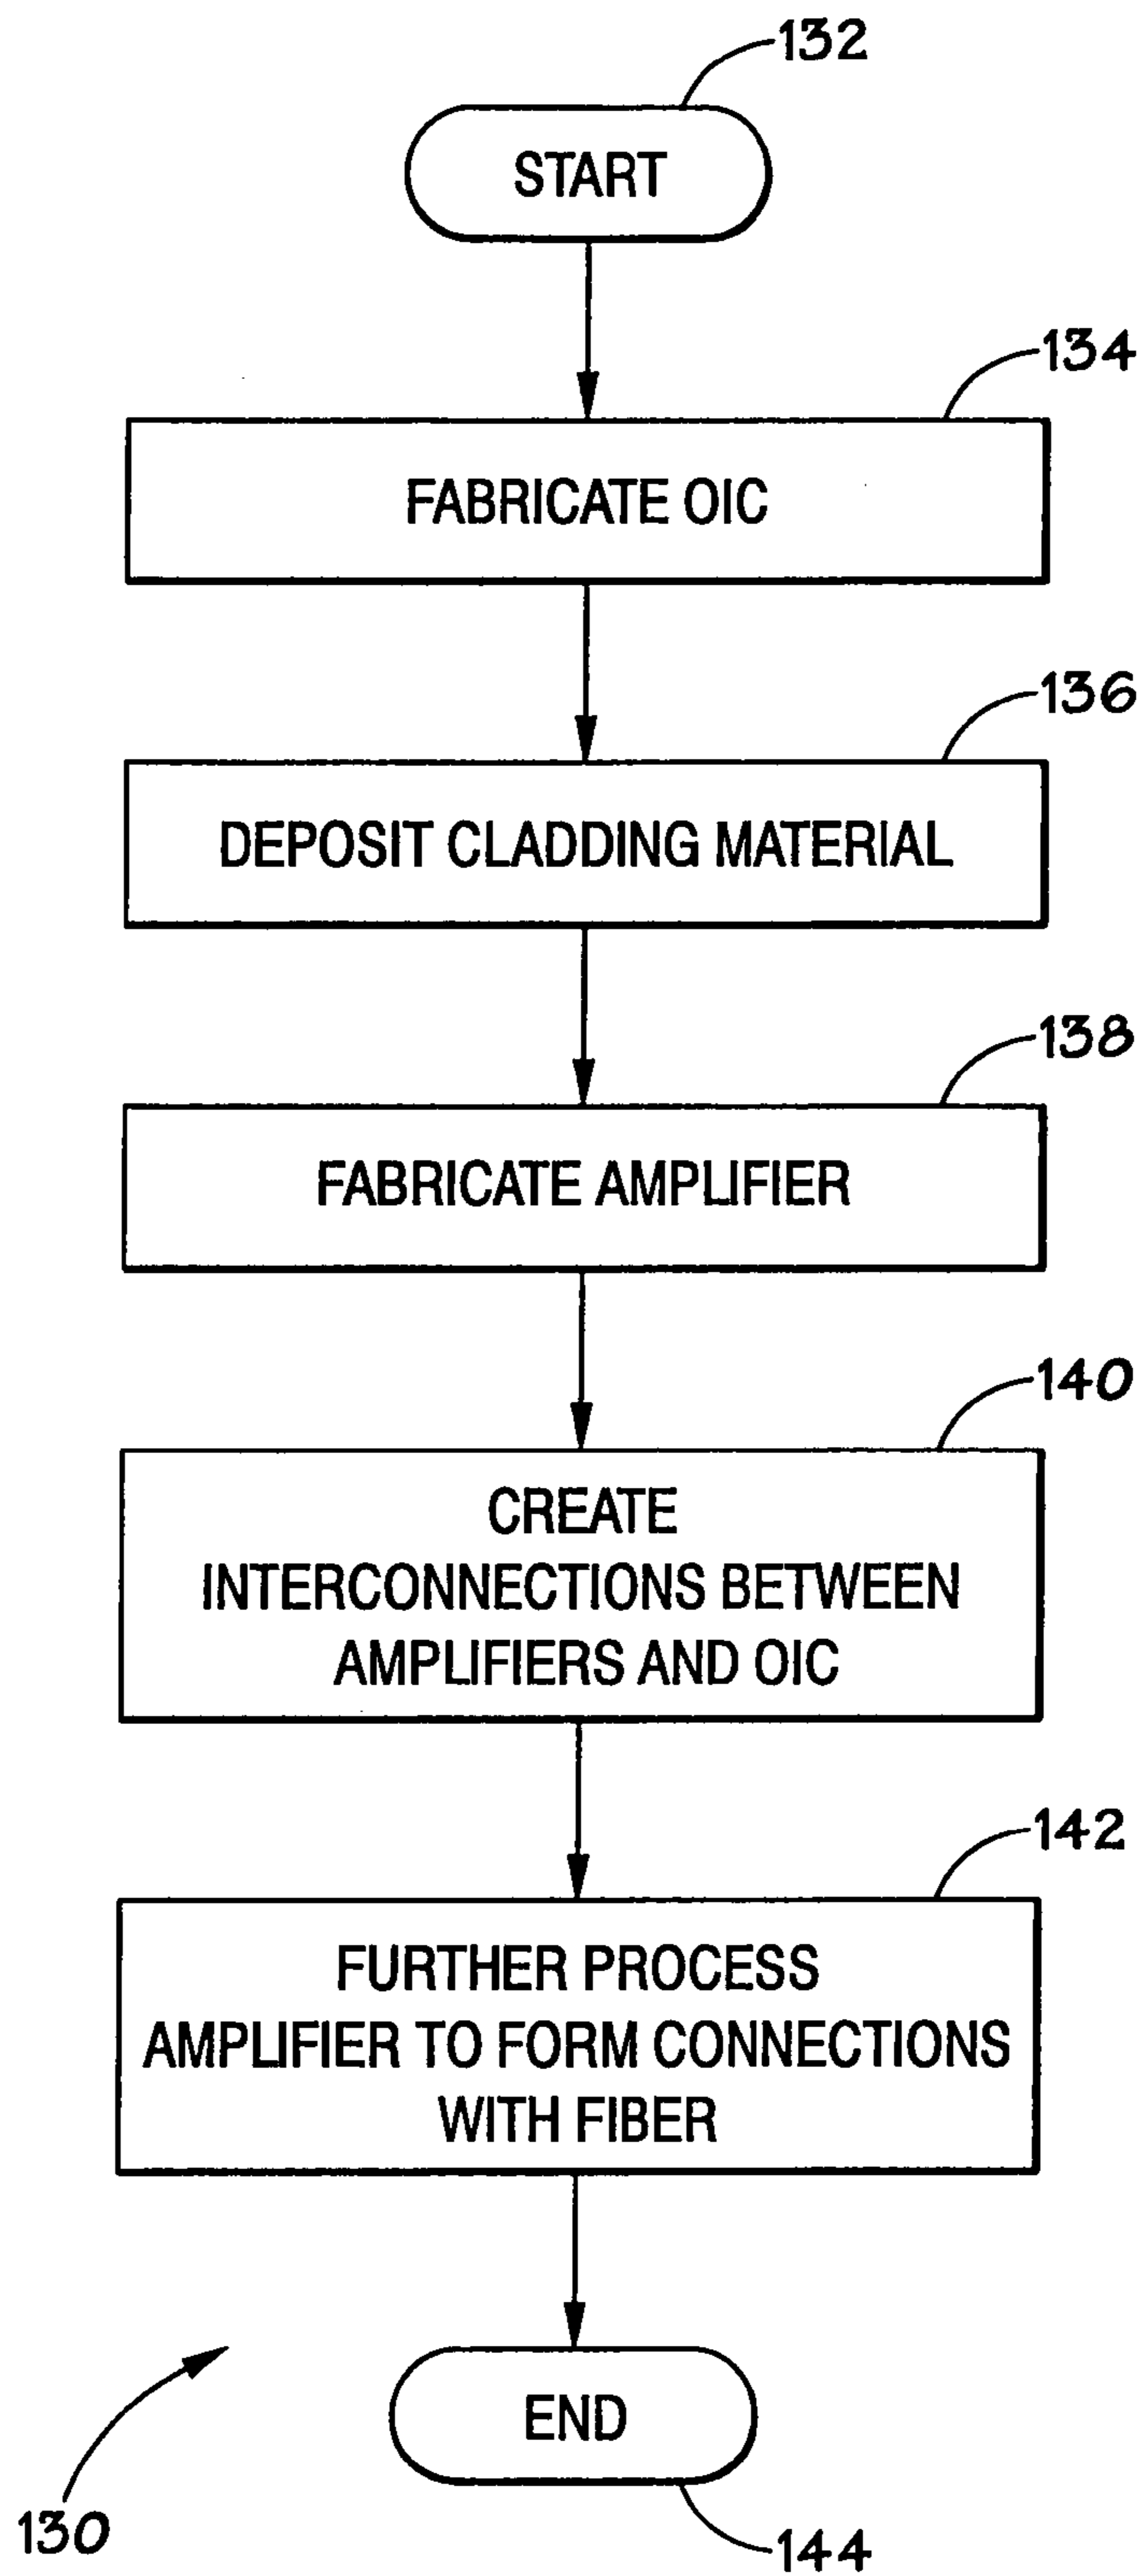 132
START
134
FABRICATE OIC
136
DEPOSIT CLADDING MATERIAL
138
FABRICATE AMPLIFIER
140
CREATE
INTERCONNECTIONS BETWEEN
AMPLIFIERS AND OIC
142
FURTHER PROCESS
AMPLIFIER TO FORM CONNECTIONS
WITH FIBER
END
130
144